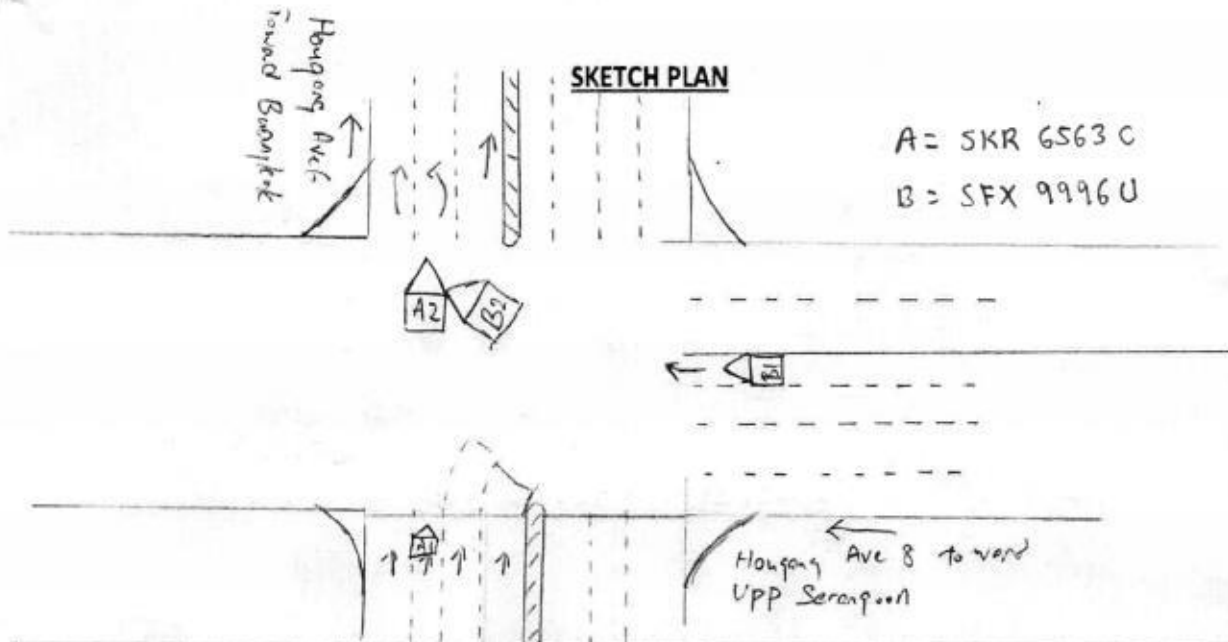 SKETCH PLAN
Hougang Ave 6
Toward Buangkok
A = SKR 6563 C
B = SFX 9996 U
A2
B2
B1
A1
Hougang Ave 8 toward
Upp Serangoon